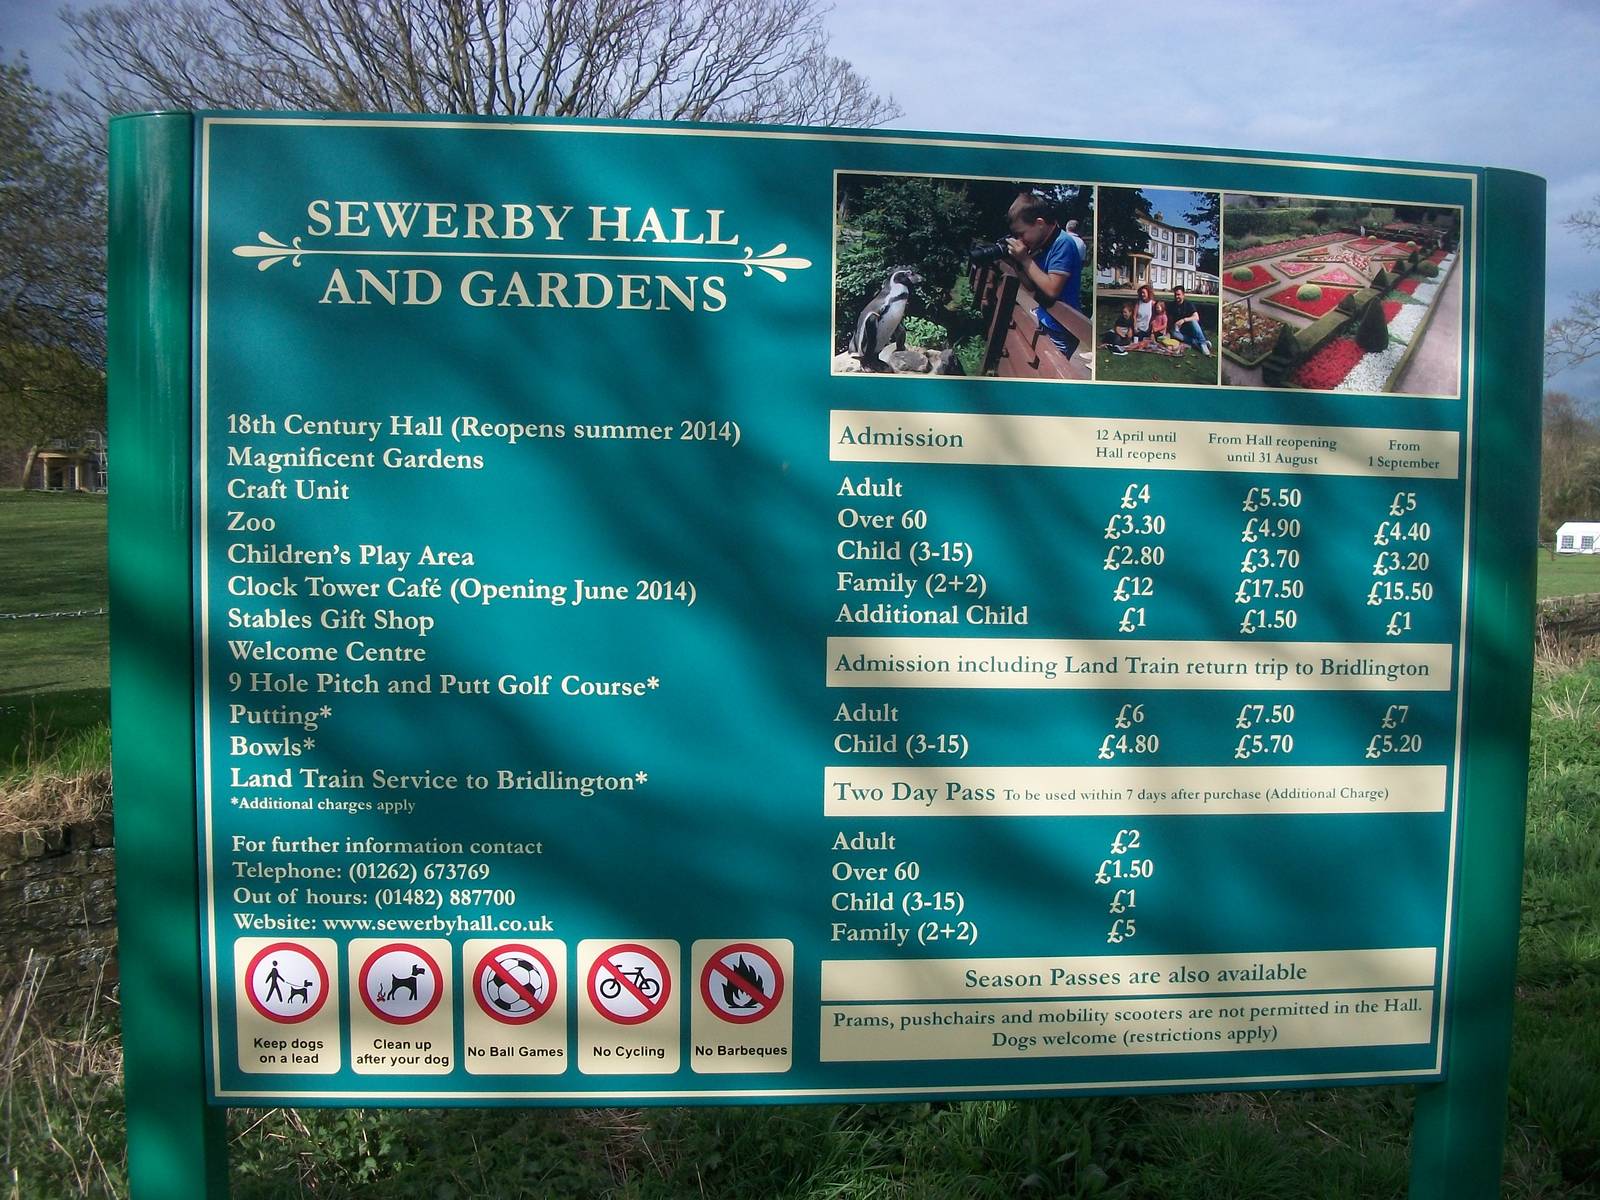 SEWERBY HALL
AND GARDENS
18th Century Hall (Reopens summer 2014)
Magnificent Gardens
Craft Unit
Zoo
Children's Play Area
Clock Tower Café (Opening June 2014)
Stables Gift Shop
Welcome Centre
9 Hole Pitch and Putt Golf Course*
Putting*
Bowls*
Land Train Service to Bridlington*
*Additional charges apply
For further information contact
Telephone: (01262) 673769
Out of hours: (01482) 887700
Website: www.sewerbyhall.co.uk
Keep dogs
on a lead
Clean up
after your dog
No Ball Games
No Cycling
No Barbeques
Admission 12 April until Hall reopens From Hall reopening until 31 August From 1 September
Adult £4 £5.50 £5
Over 60 £3.30 £4.90 £4.40
Child (3-15) £2.80 £3.70 £3.20
Family (2+2) £12 £17.50 £15.50
Additional Child £1 £1.50 £1
Admission including Land Train return trip to Bridlington
Adult £6 £7.50 £7
Child (3-15) £4.80 £5.70 £5.20
Two Day Pass To be used within 7 days after purchase (Additional Charge)
Adult £2
Over 60 £1.50
Child (3-15) £1
Family (2+2) £5
Season Passes are also available
Prams, pushchairs and mobility scooters are not permitted in the Hall.
Dogs welcome (restrictions apply)